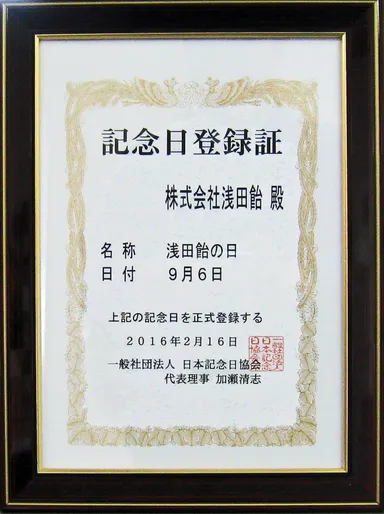 記念日登録証
株式会社浅田飴 殿
名 称 浅田飴の日
日 付 9月6日
上記の記念日を正式登録する
2016年2月16日
一般社団法人 日本記念日協会
代表理事 加瀬清志